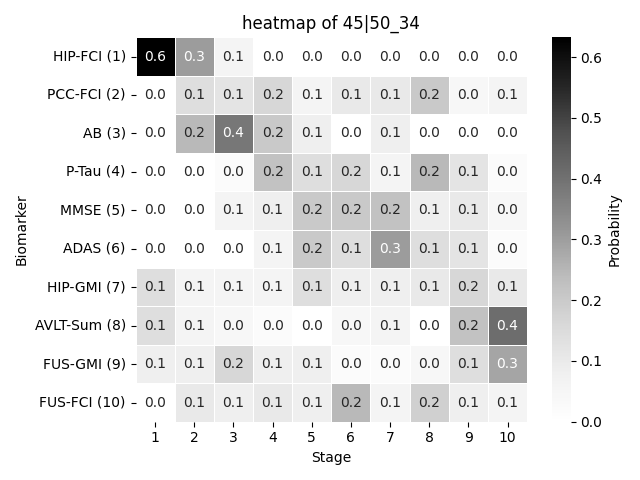 heatmap of 45|50_34
HIP-FCI (1) 0.6 0.3 0.1 0.0 0.0 0.0 0.0 0.0 0.0 0.0
PCC-FCI (2) 0.0 0.1 0.1 0.2 0.1 0.1 0.1 0.2 0.0 0.1
AB (3) 0.0 0.2 0.4 0.2 0.1 0.0 0.1 0.0 0.0 0.0
P-Tau (4) 0.0 0.0 0.0 0.2 0.1 0.2 0.1 0.2 0.1 0.0
MMSE (5) 0.0 0.0 0.1 0.1 0.2 0.2 0.2 0.1 0.1 0.0
ADAS (6) 0.0 0.0 0.0 0.1 0.2 0.1 0.3 0.1 0.1 0.0
HIP-GMI (7) 0.1 0.1 0.1 0.1 0.1 0.1 0.1 0.1 0.2 0.1
AVLT-Sum (8) 0.1 0.1 0.0 0.0 0.0 0.0 0.1 0.0 0.2 0.4
FUS-GMI (9) 0.1 0.1 0.2 0.1 0.1 0.0 0.0 0.0 0.1 0.3
FUS-FCI (10) 0.0 0.1 0.1 0.1 0.1 0.2 0.1 0.2 0.1 0.1
1 2 3 4 5 6 7 8 9 10
Stage
Biomarker
0.6
0.5
0.4
0.3
0.2
0.1
0.0
Probability